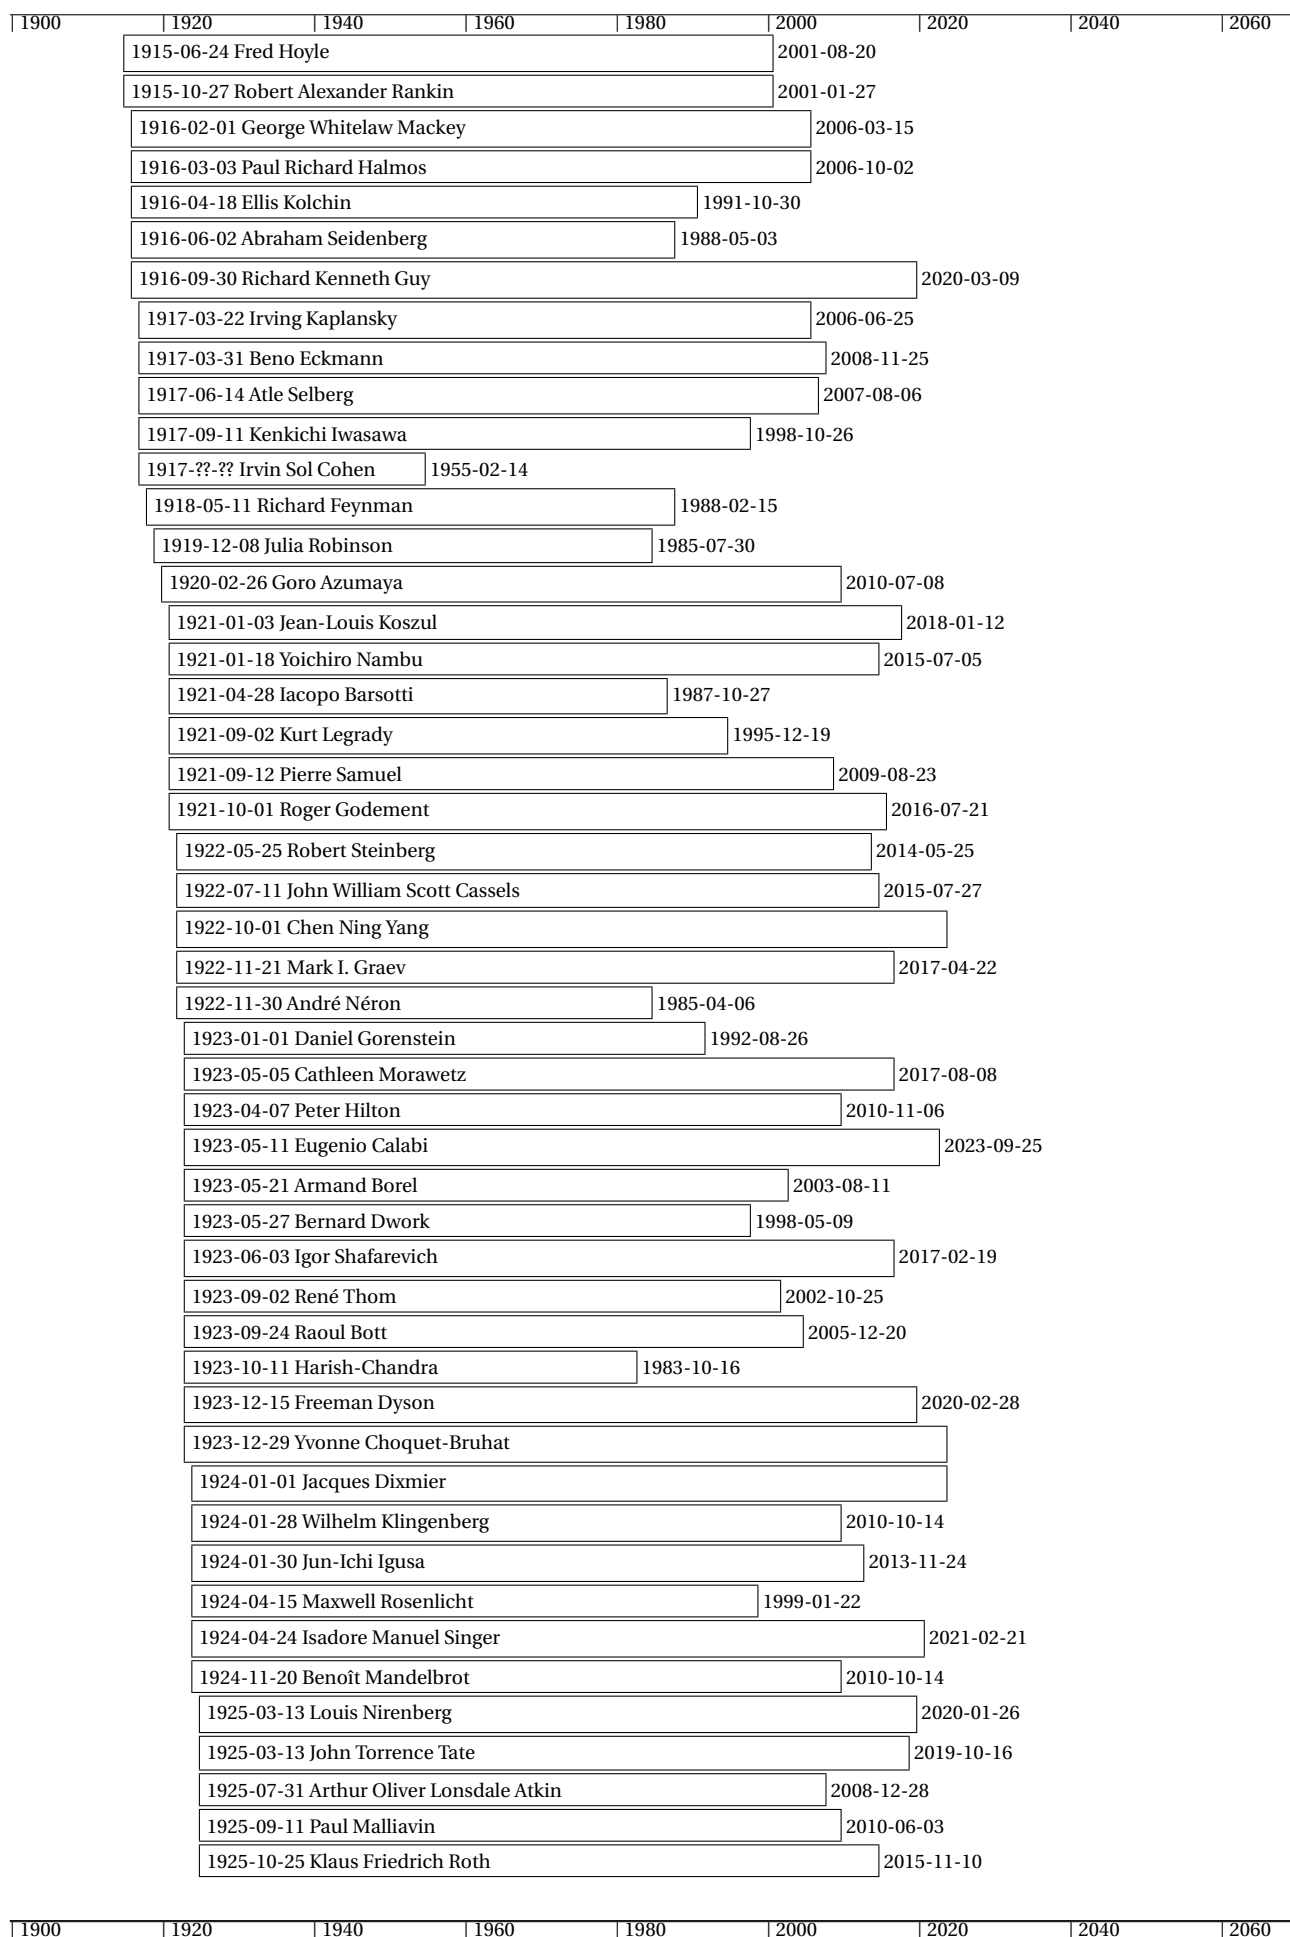 1900 1920 1940 1960 1980 2000 2020 2040 2060
1915-06-24 Fred Hoyle 2001-08-20
1915-10-27 Robert Alexander Rankin 2001-01-27
1916-02-01 George Whitelaw Mackey 2006-03-15
1916-03-03 Paul Richard Halmos 2006-10-02
1916-04-18 Ellis Kolchin 1991-10-30
1916-06-02 Abraham Seidenberg 1988-05-03
1916-09-30 Richard Kenneth Guy 2020-03-09
1917-03-22 Irving Kaplansky 2006-06-25
1917-03-31 Beno Eckmann 2008-11-25
1917-06-14 Atle Selberg 2007-08-06
1917-09-11 Kenkichi Iwasawa 1998-10-26
1917-??-?? Irvin Sol Cohen 1955-02-14
1918-05-11 Richard Feynman 1988-02-15
1919-12-08 Julia Robinson 1985-07-30
1920-02-26 Goro Azumaya 2010-07-08
1921-01-03 Jean-Louis Koszul 2018-01-12
1921-01-18 Yoichiro Nambu 2015-07-05
1921-04-28 Iacopo Barsotti 1987-10-27
1921-09-02 Kurt Legrady 1995-12-19
1921-09-12 Pierre Samuel 2009-08-23
1921-10-01 Roger Godement 2016-07-21
1922-05-25 Robert Steinberg 2014-05-25
1922-07-11 John William Scott Cassels 2015-07-27
1922-10-01 Chen Ning Yang
1922-11-21 Mark I. Graev 2017-04-22
1922-11-30 André Néron 1985-04-06
1923-01-01 Daniel Gorenstein 1992-08-26
1923-05-05 Cathleen Morawetz 2017-08-08
1923-04-07 Peter Hilton 2010-11-06
1923-05-11 Eugenio Calabi 2023-09-25
1923-05-21 Armand Borel 2003-08-11
1923-05-27 Bernard Dwork 1998-05-09
1923-06-03 Igor Shafarevich 2017-02-19
1923-09-02 René Thom 2002-10-25
1923-09-24 Raoul Bott 2005-12-20
1923-10-11 Harish-Chandra 1983-10-16
1923-12-15 Freeman Dyson 2020-02-28
1923-12-29 Yvonne Choquet-Bruhat
1924-01-01 Jacques Dixmier
1924-01-28 Wilhelm Klingenberg 2010-10-14
1924-01-30 Jun-Ichi Igusa 2013-11-24
1924-04-15 Maxwell Rosenlicht 1999-01-22
1924-04-24 Isadore Manuel Singer 2021-02-21
1924-11-20 Benoît Mandelbrot 2010-10-14
1925-03-13 Louis Nirenberg 2020-01-26
1925-03-13 John Torrence Tate 2019-10-16
1925-07-31 Arthur Oliver Lonsdale Atkin 2008-12-28
1925-09-11 Paul Malliavin 2010-06-03
1925-10-25 Klaus Friedrich Roth 2015-11-10
1900 1920 1940 1960 1980 2000 2020 2040 2060